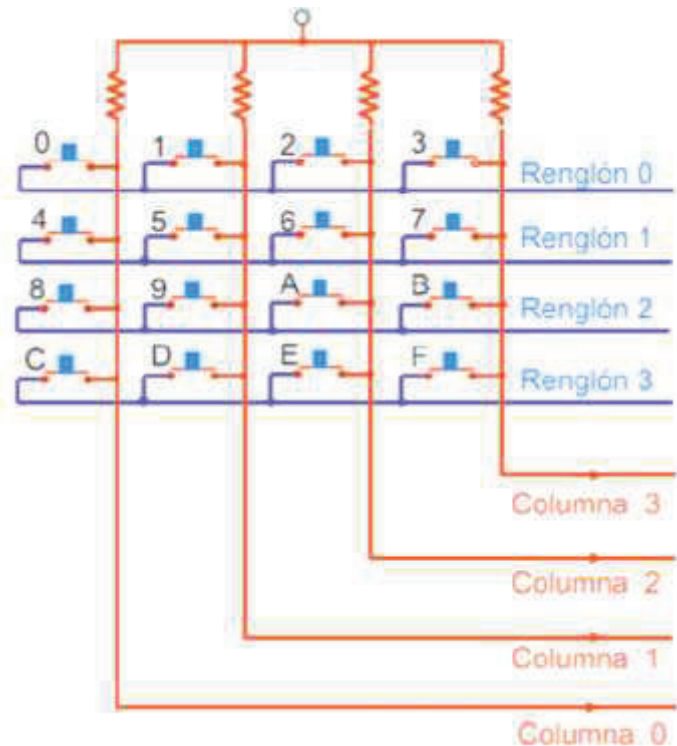 0 1 2 3
Renglón 0
4 5 6 7
Renglón 1
8 9 A B
Renglón 2
C D E F
Renglón 3
Columna 3
Columna 2
Columna 1
Columna 0